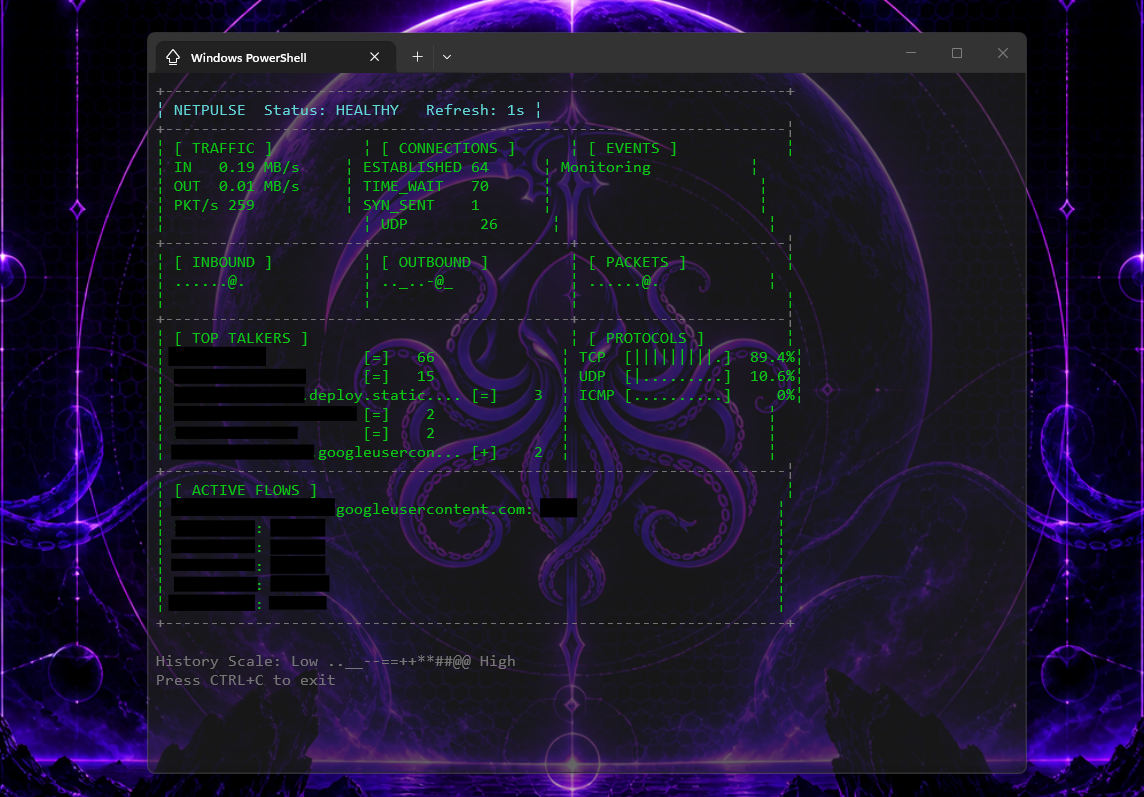 Windows PowerShell
NETPULSE Status: HEALTHY Refresh: 1s
[ TRAFFIC ] [ CONNECTIONS ] [ EVENTS ]
IN 0.19 MB/s ESTABLISHED 64 Monitoring
OUT 0.01 MB/s TIME_WAIT 70
PKT/s 259 SYN_SENT 1
UDP 26
[ INBOUND ] [ OUTBOUND ] [ PACKETS ]
......@. .._..-@_ ......@.
[ TOP TALKERS ] [ PROTOCOLS ]
[=] 66 TCP [|||||||||.] 89.4%
[=] 15 UDP [|.........] 10.6%
.deploy.static.... [=] 3 ICMP [..........] 0%
[=] 2
[=] 2
googleusercon... [+] 2
[ ACTIVE FLOWS ]
googleusercontent.com:
:
:
:
:
:
History Scale: Low ..__--==++**##@@ High
Press CTRL+C to exit